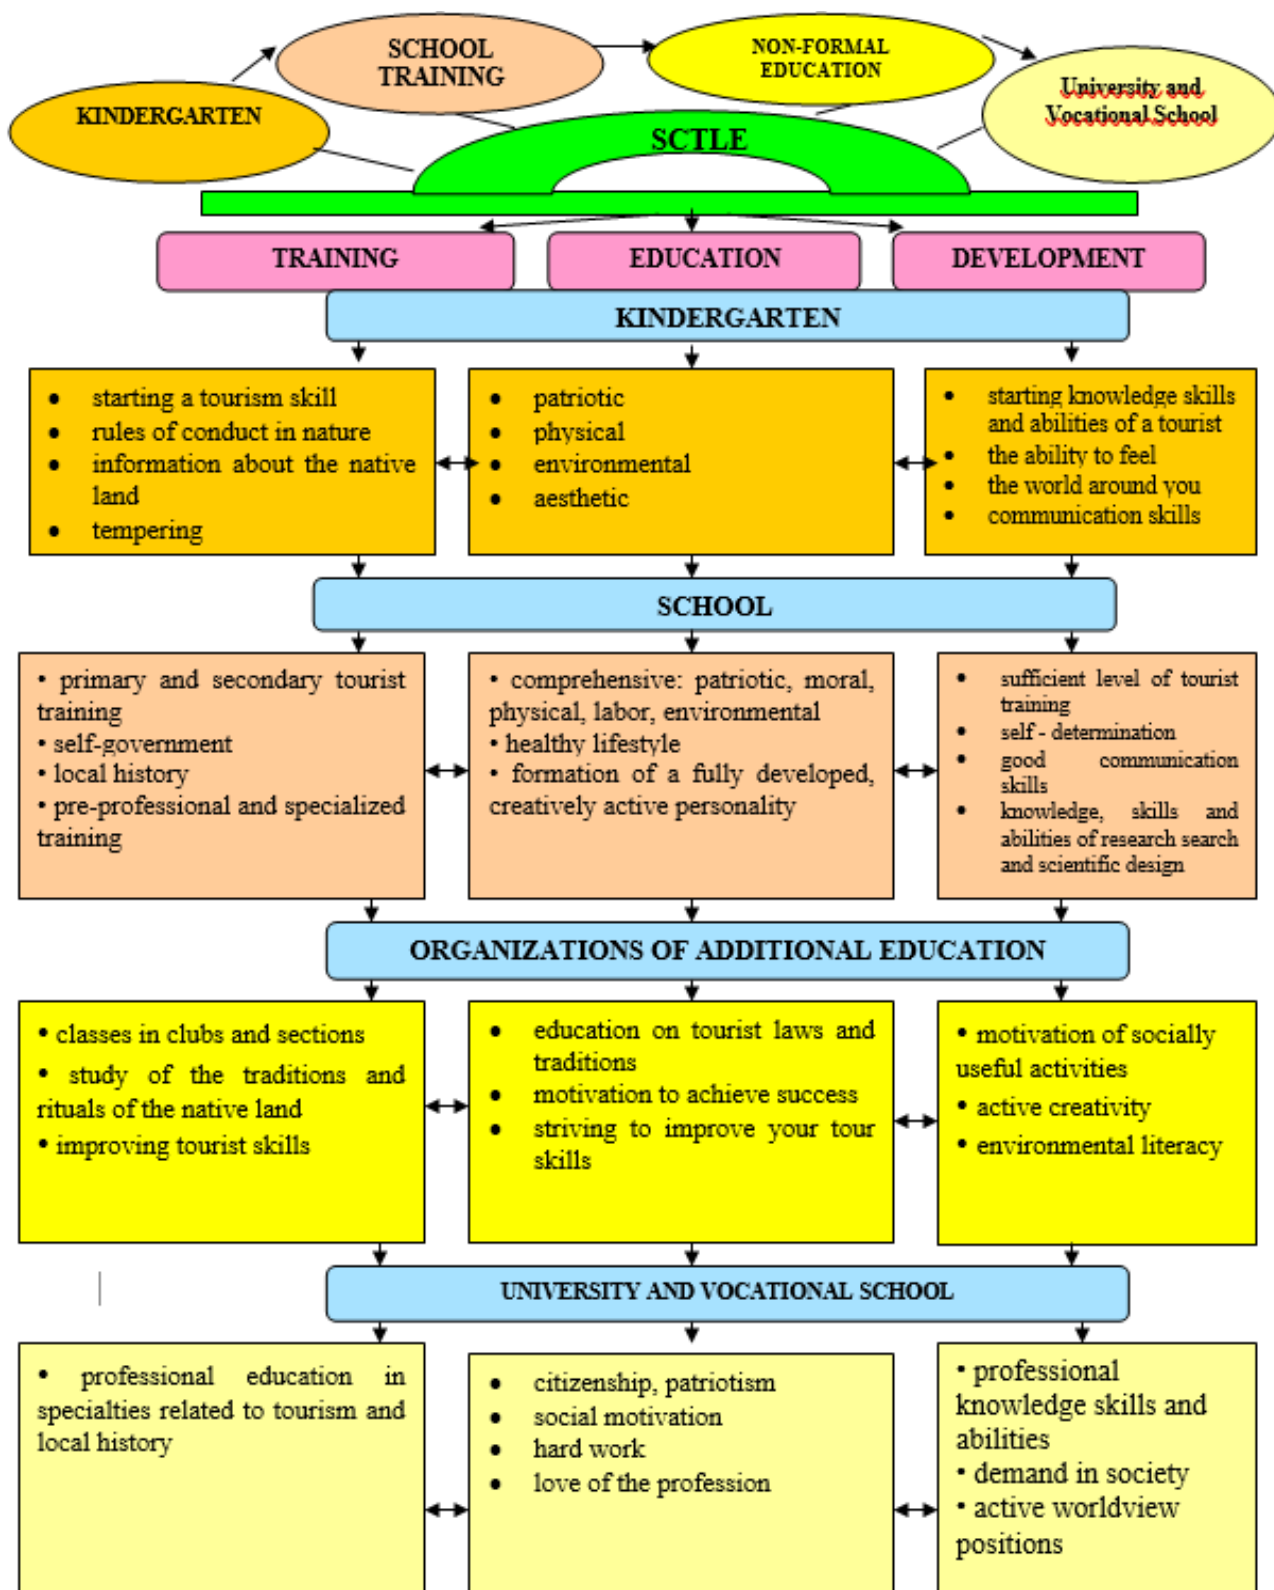 SCHOOL
TRAINING
NON-FORMAL
EDUCATION
KINDERGARTEN
University and
Vocational School
SCTLE
TRAINING
EDUCATION
DEVELOPMENT
KINDERGARTEN
● starting a tourism skill
● rules of conduct in nature
● information about the native
land
● tempering
● patriotic
● physical
● environmental
● aesthetic
● starting knowledge skills
and abilities of a tourist
● the ability to feel
● the world around you
● communication skills
SCHOOL
• primary and secondary tourist
training
• self-government
• local history
• pre-professional and specialized
training
• comprehensive: patriotic, moral,
physical, labor, environmental
• healthy lifestyle
• formation of a fully developed,
creatively active personality
● sufficient level of tourist
training
● self - determination
● good communication
skills
● knowledge, skills and
abilities of research search
and scientific design
ORGANIZATIONS OF ADDITIONAL EDUCATION
• classes in clubs and sections
• study of the traditions and
rituals of the native land
• improving tourist skills
● education on tourist laws and
traditions
● motivation to achieve success
● striving to improve your tour
skills
• motivation of socially
useful activities
• active creativity
• environmental literacy
UNIVERSITY AND VOCATIONAL SCHOOL
• professional education in
specialties related to tourism and
local history
● citizenship, patriotism
● social motivation
● hard work
● love of the profession
• professional
knowledge skills and
abilities
• demand in society
• active worldview
positions